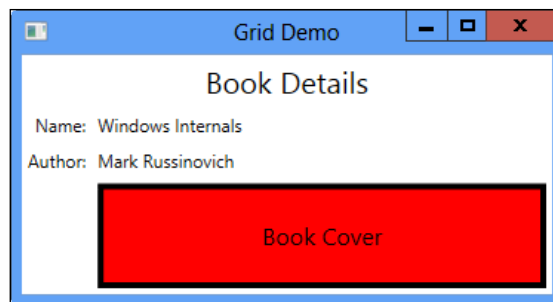 Grid Demo
Book Details
Name: Windows Internals
Author: Mark Russinovich
Book Cover